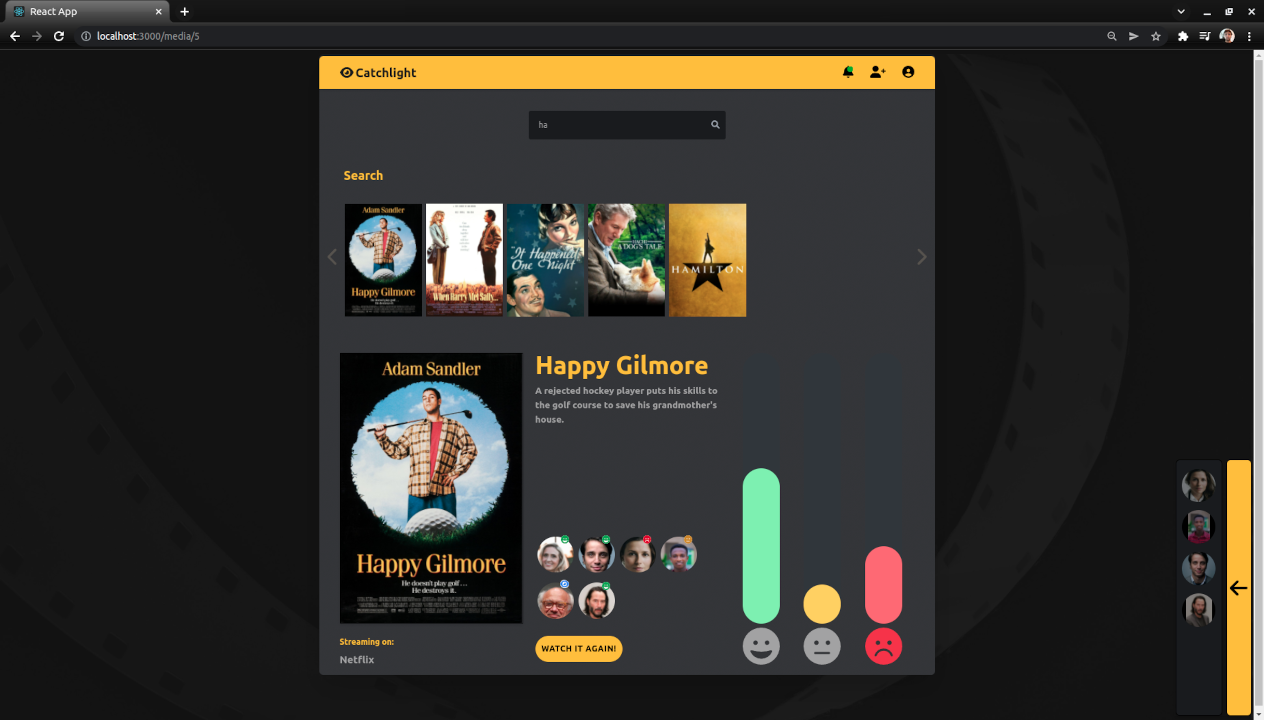 React App
localhost:3000/media/5
Catchlight
ha
Search
Adam Sandler
Happy Gilmore
When Harry Met Sally...
"It Happened
One Night"
HACHI
A DOG'S TALE
HAMILTON
Adam Sandler
Happy Gilmore
He doesn't play golf . . .
He destroys it.
Happy Gilmore
A rejected hockey player puts his skills to
the golf course to save his grandmother's
house.
Streaming on:
Netflix
WATCH IT AGAIN!